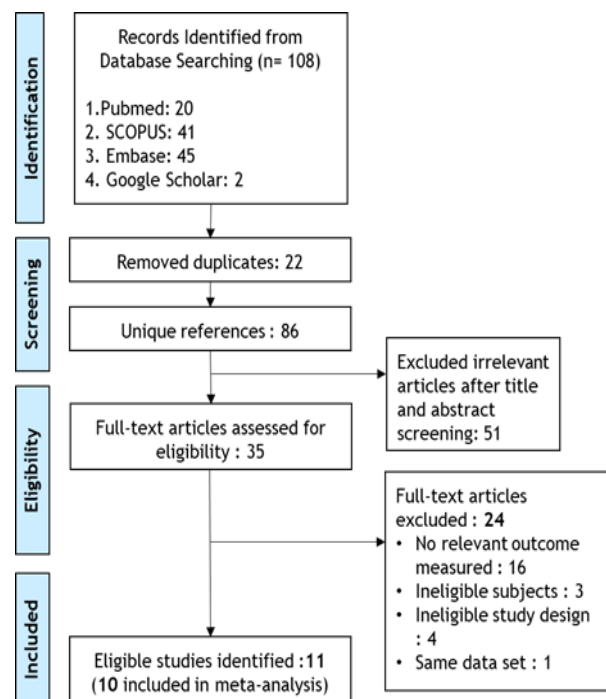 Identification
Records Identified from
Database Searching (n= 108)
1.Pubmed: 20
2. SCOPUS: 41
3. Embase: 45
4. Google Scholar: 2
Screening
Removed duplicates: 22
Unique references : 86
Excluded irrelevant
articles after title
and abstract
screening: 51
Eligibility
Full-text articles assessed for
eligibility : 35
Full-text articles
excluded : 24
• No relevant outcome
measured : 16
• Ineligible subjects : 3
• Ineligible study design
: 4
• Same data set : 1
Included
Eligible studies identified :11
(10 included in meta-analysis)